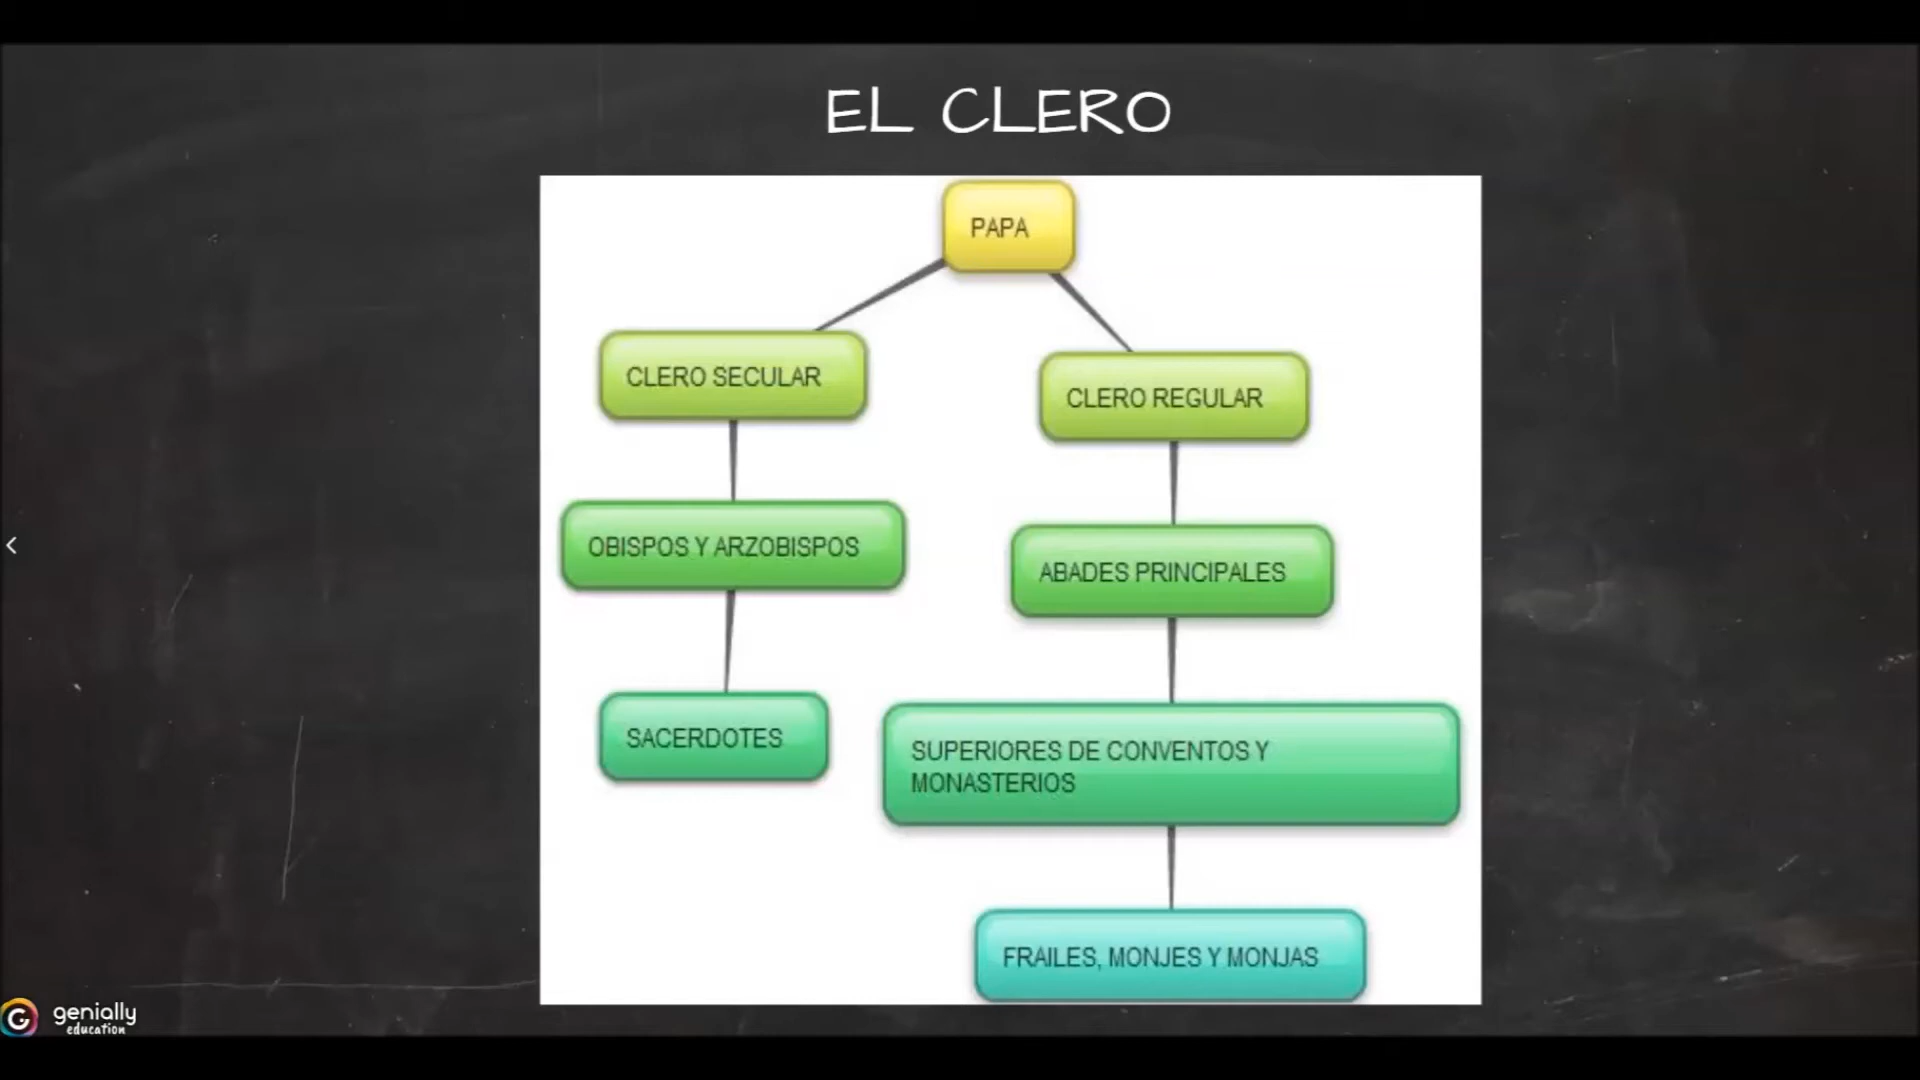 EL CLERO
PAPA
CLERO SECULAR
CLERO REGULAR
OBISPOS Y ARZOBISPOS
ABADES PRINCIPALES
SACERDOTES
SUPERIORES DE CONVENTOS Y
MONASTERIOS
FRAILES, MONJES Y MONJAS
genially
education